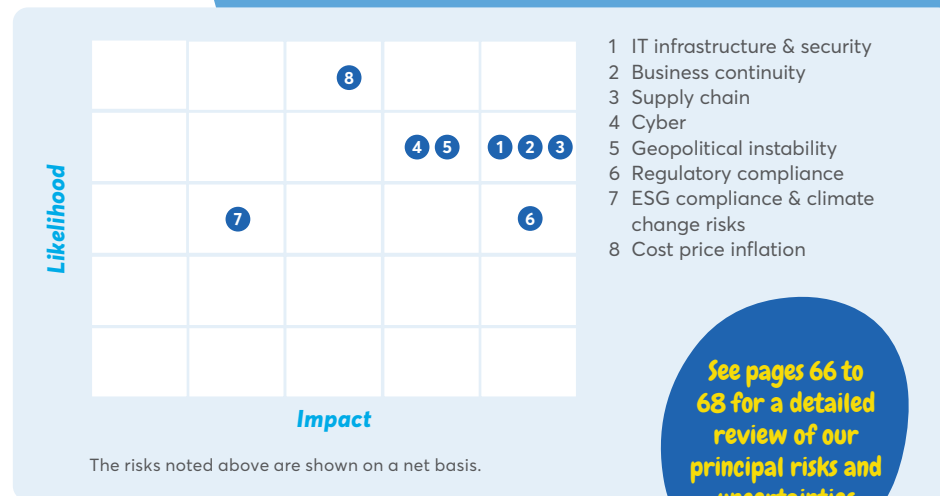 8
4 5 1 2 3
7 6
Likelihood
Impact
The risks noted above are shown on a net basis.
1 IT infrastructure & security
2 Business continuity
3 Supply chain
4 Cyber
5 Geopolitical instability
6 Regulatory compliance
7 ESG compliance & climate
change risks
8 Cost price inflation
See pages 66 to
68 for a detailed
review of our
principal risks and
uncertainties